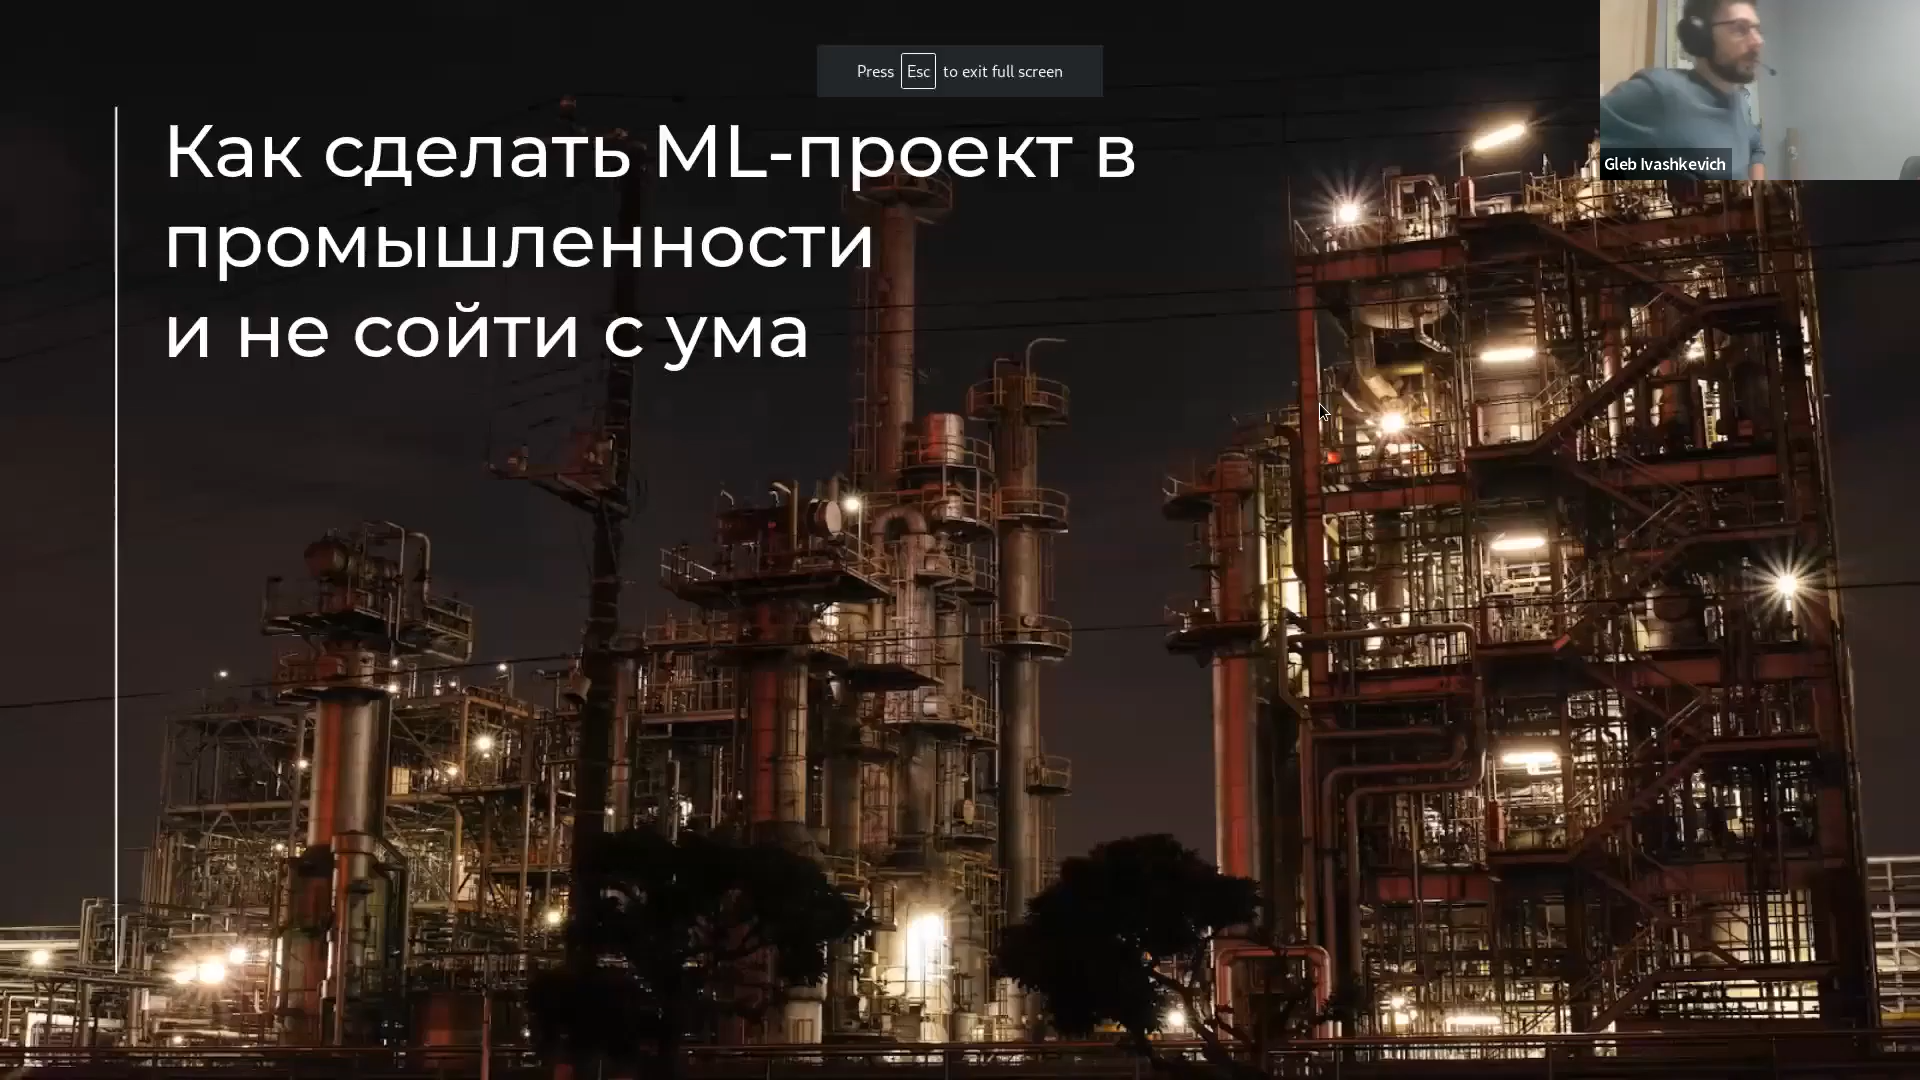 Press Esc to exit full screen
Как сделать ML-проект в
промышленности
и не сойти с ума
Gleb Ivashkevich